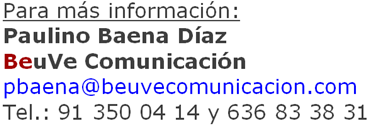 Para más información:
Paulino Baena Díaz
BeuVe Comunicación
pbaena@beuvecomunicacion.com
Tel.: 91 350 04 14 y 636 83 38 31